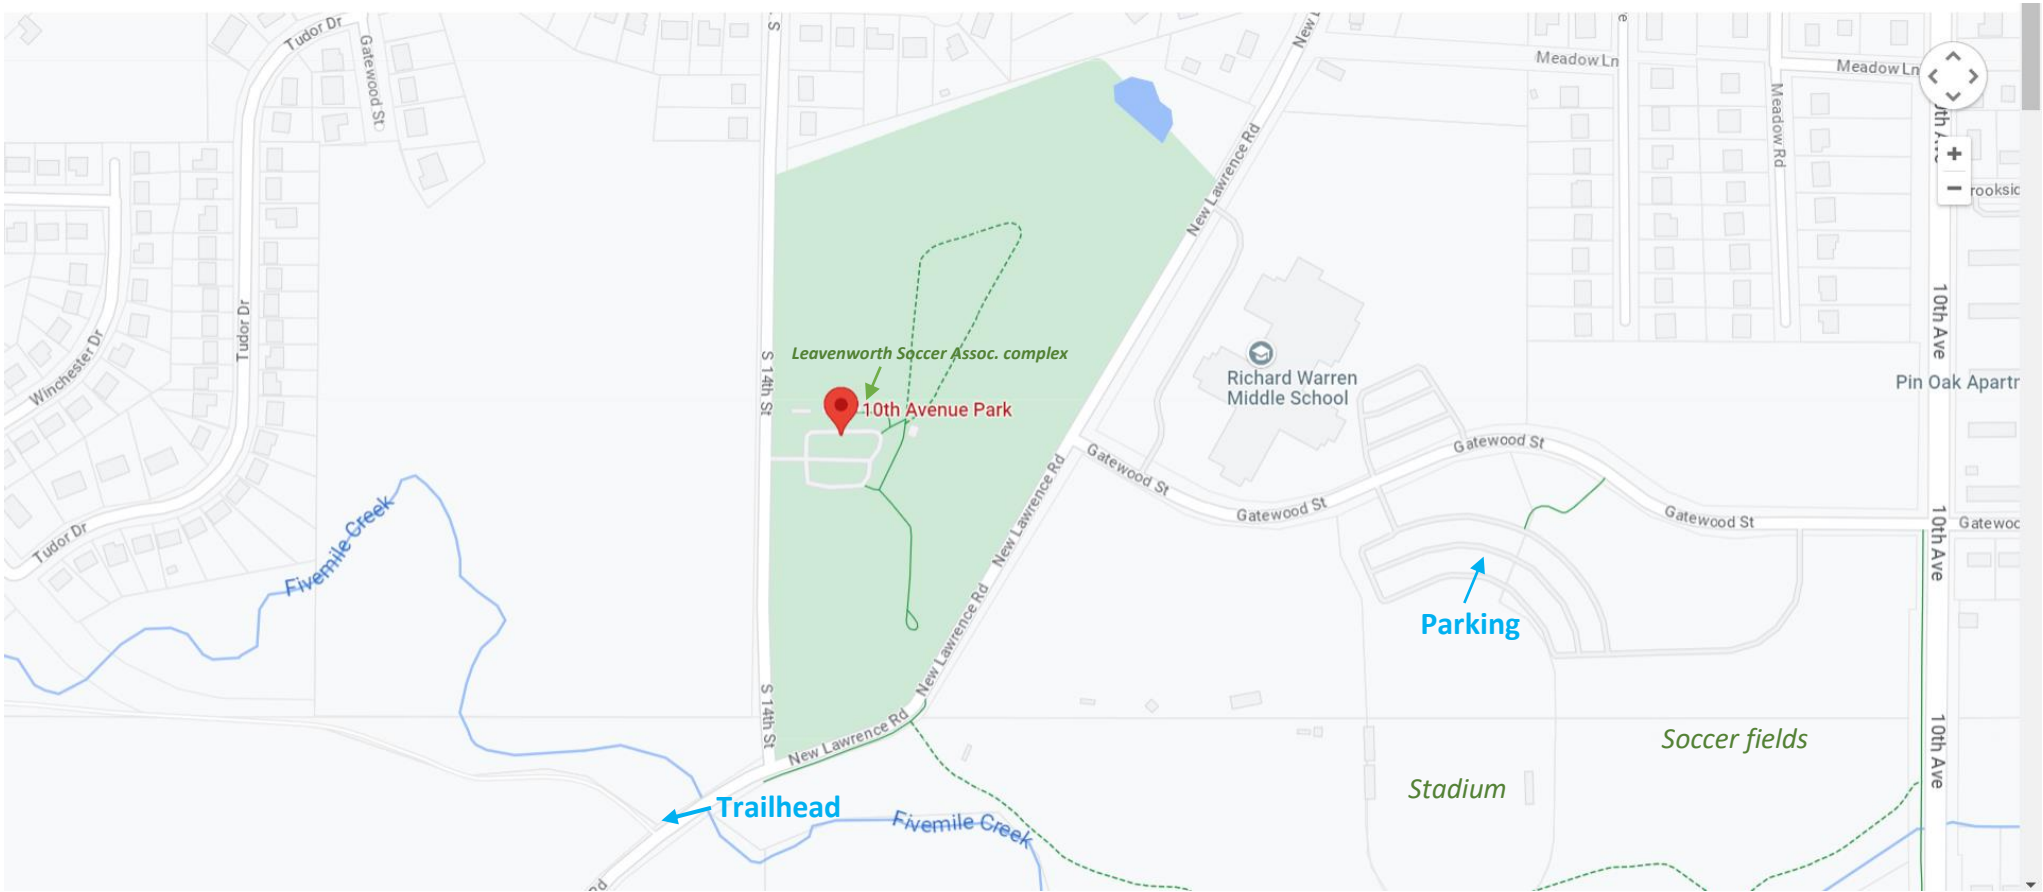 Tudor Dr
Gatewood St
S
New L
Meadow Ln
Meadow Ln
Meadow Rd
New Lawrence Rd
Tudor Dr
Winchester Dr
S 14th St
Leavenworth Soccer Assoc. complex
10th Avenue Park
Richard Warren
Middle School
10th Ave
Pin Oak Apartr
Gatewood St
Gatewood St
Gatewood St
Gatewood St
Gatewoo
10th Ave
New Lawrence Rd
Tudor Dr
Fivemile Creek
Parking
New Lawrence Rd
S 14th St
New Lawrence Rd
10th Ave
Soccer fields
Stadium
Trailhead
Fivemile Creek